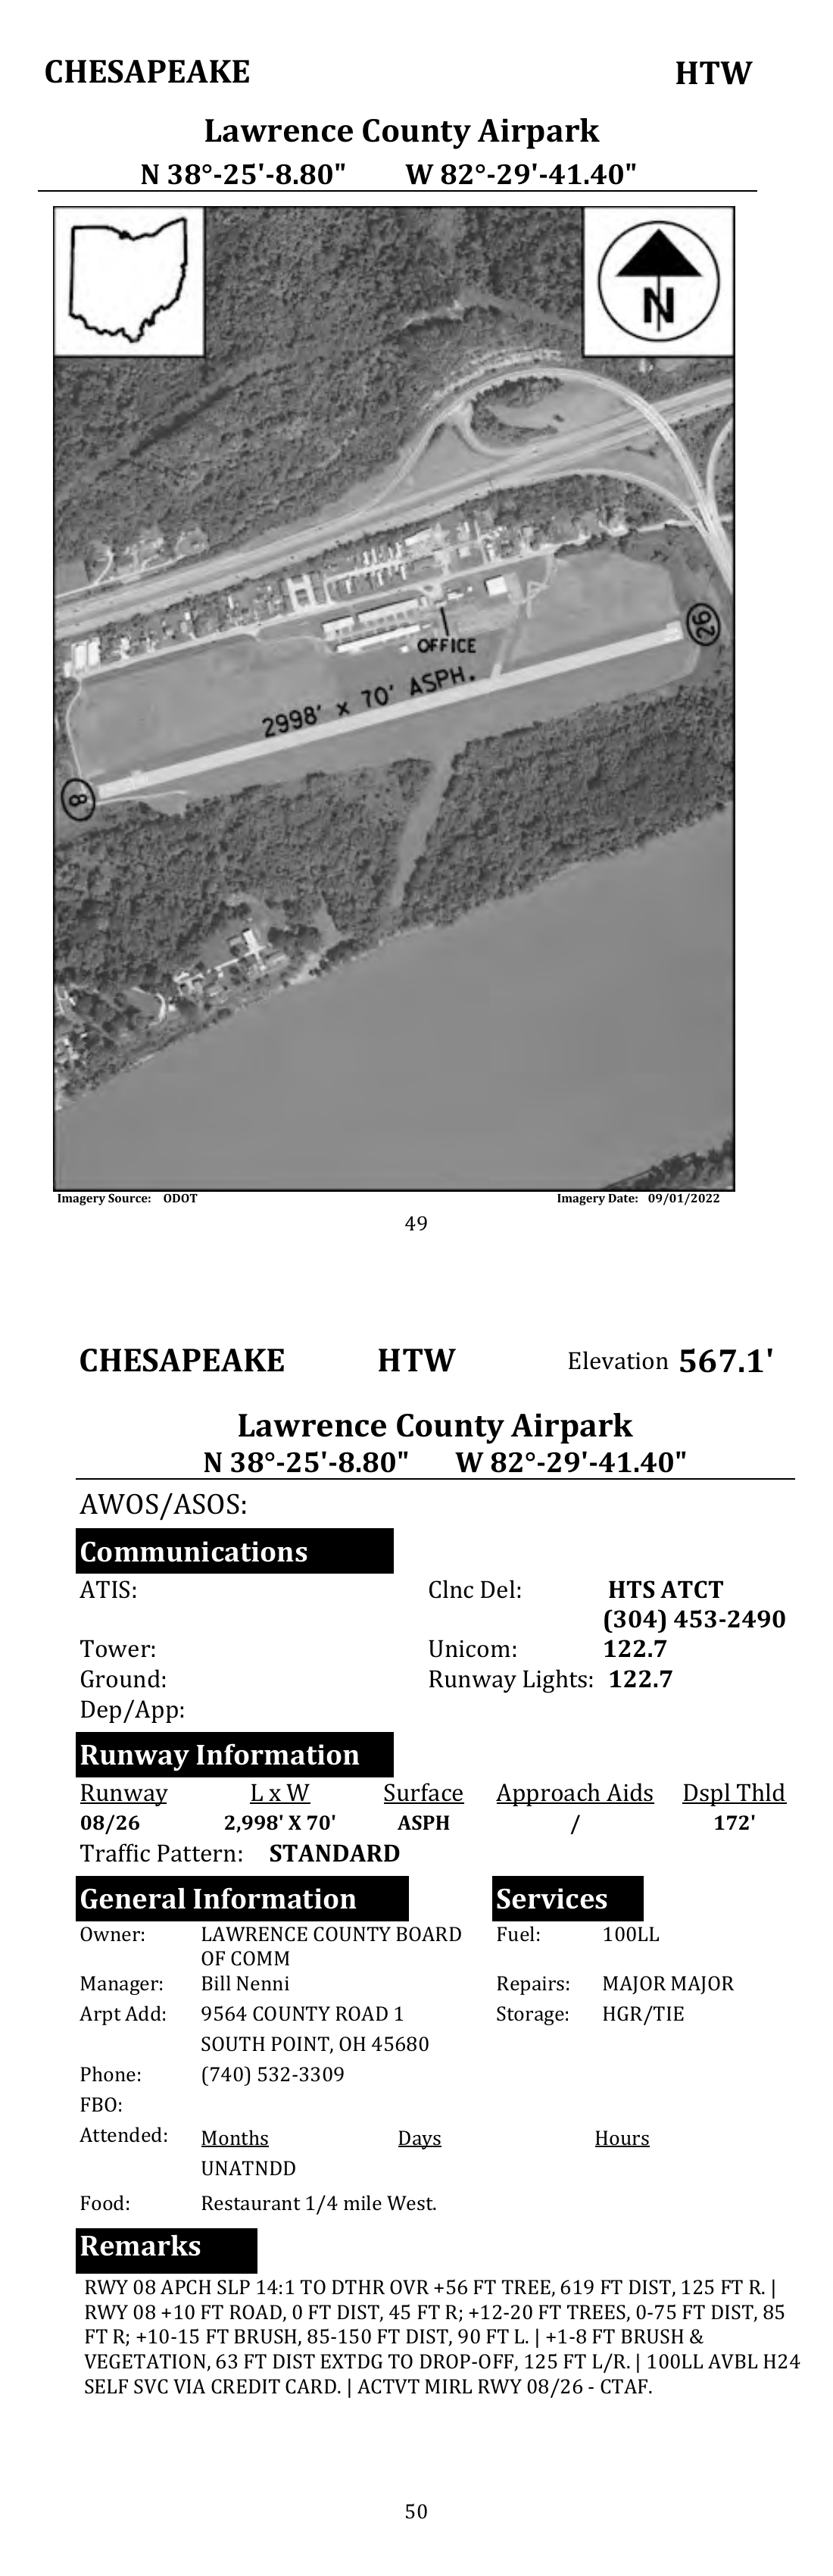 CHESAPEAKE HTW
Lawrence County Airpark
N 38°-25'-8.80" W 82°-29'-41.40"
N
OFFICE
26
2998' x 70' ASPH.
8
Imagery Source: ODOT Imagery Date: 09/01/2022
49
CHESAPEAKE HTW Elevation 567.1'
Lawrence County Airpark
N 38°-25'-8.80" W 82°-29'-41.40"
AWOS/ASOS:
Communications
ATIS: Clnc Del: HTS ATCT
(304) 453-2490
Tower: Unicom: 122.7
Ground: Runway Lights: 122.7
Dep/App:
Runway Information
Runway L x W Surface Approach Aids Dspl Thld
08/26 2,998' X 70' ASPH / 172'
Traffic Pattern: STANDARD
General Information Services
Owner: LAWRENCE COUNTY BOARD Fuel: 100LL
OF COMM
Manager: Bill Nenni Repairs: MAJOR MAJOR
Arpt Add: 9564 COUNTY ROAD 1 Storage: HGR/TIE
SOUTH POINT, OH 45680
Phone: (740) 532-3309
FBO:
Attended: Months Days Hours
UNATNDD
Food: Restaurant 1/4 mile West.
Remarks
RWY 08 APCH SLP 14:1 TO DTHR OVR +56 FT TREE, 619 FT DIST, 125 FT R. |
RWY 08 +10 FT ROAD, 0 FT DIST, 45 FT R; +12-20 FT TREES, 0-75 FT DIST, 85
FT R; +10-15 FT BRUSH, 85-150 FT DIST, 90 FT L. | +1-8 FT BRUSH &
VEGETATION, 63 FT DIST EXTDG TO DROP-OFF, 125 FT L/R. | 100LL AVBL H24
SELF SVC VIA CREDIT CARD. | ACTVT MIRL RWY 08/26 - CTAF.
50